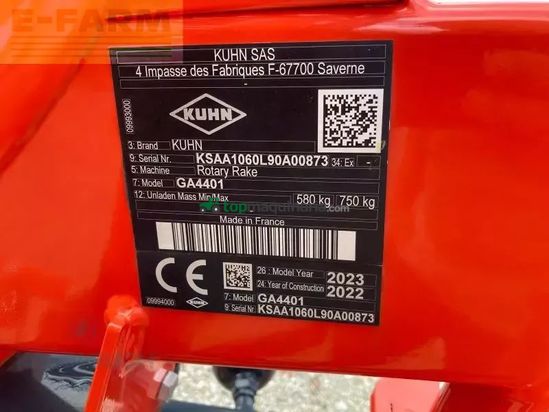 E-FARM
KUHN SAS
4 Impasse des Fabriques F-67700 Saverne
KUHN
09993000
3: Brand KUHN
9: Serial Nr. KSAA1060L90A00873 34: Ex -
5: Machine Rotary Rake
7: Model GA4401
12: Unladen Mass Min/Max 580 kg 750 kg
topmaquinaria.com
Made in France
CE
26 : Model Year 2023
24: Year of Construction 2022
09994000
KUHN
7: Model GA4401
9: Serial Nr. KSAA1060L90A00873